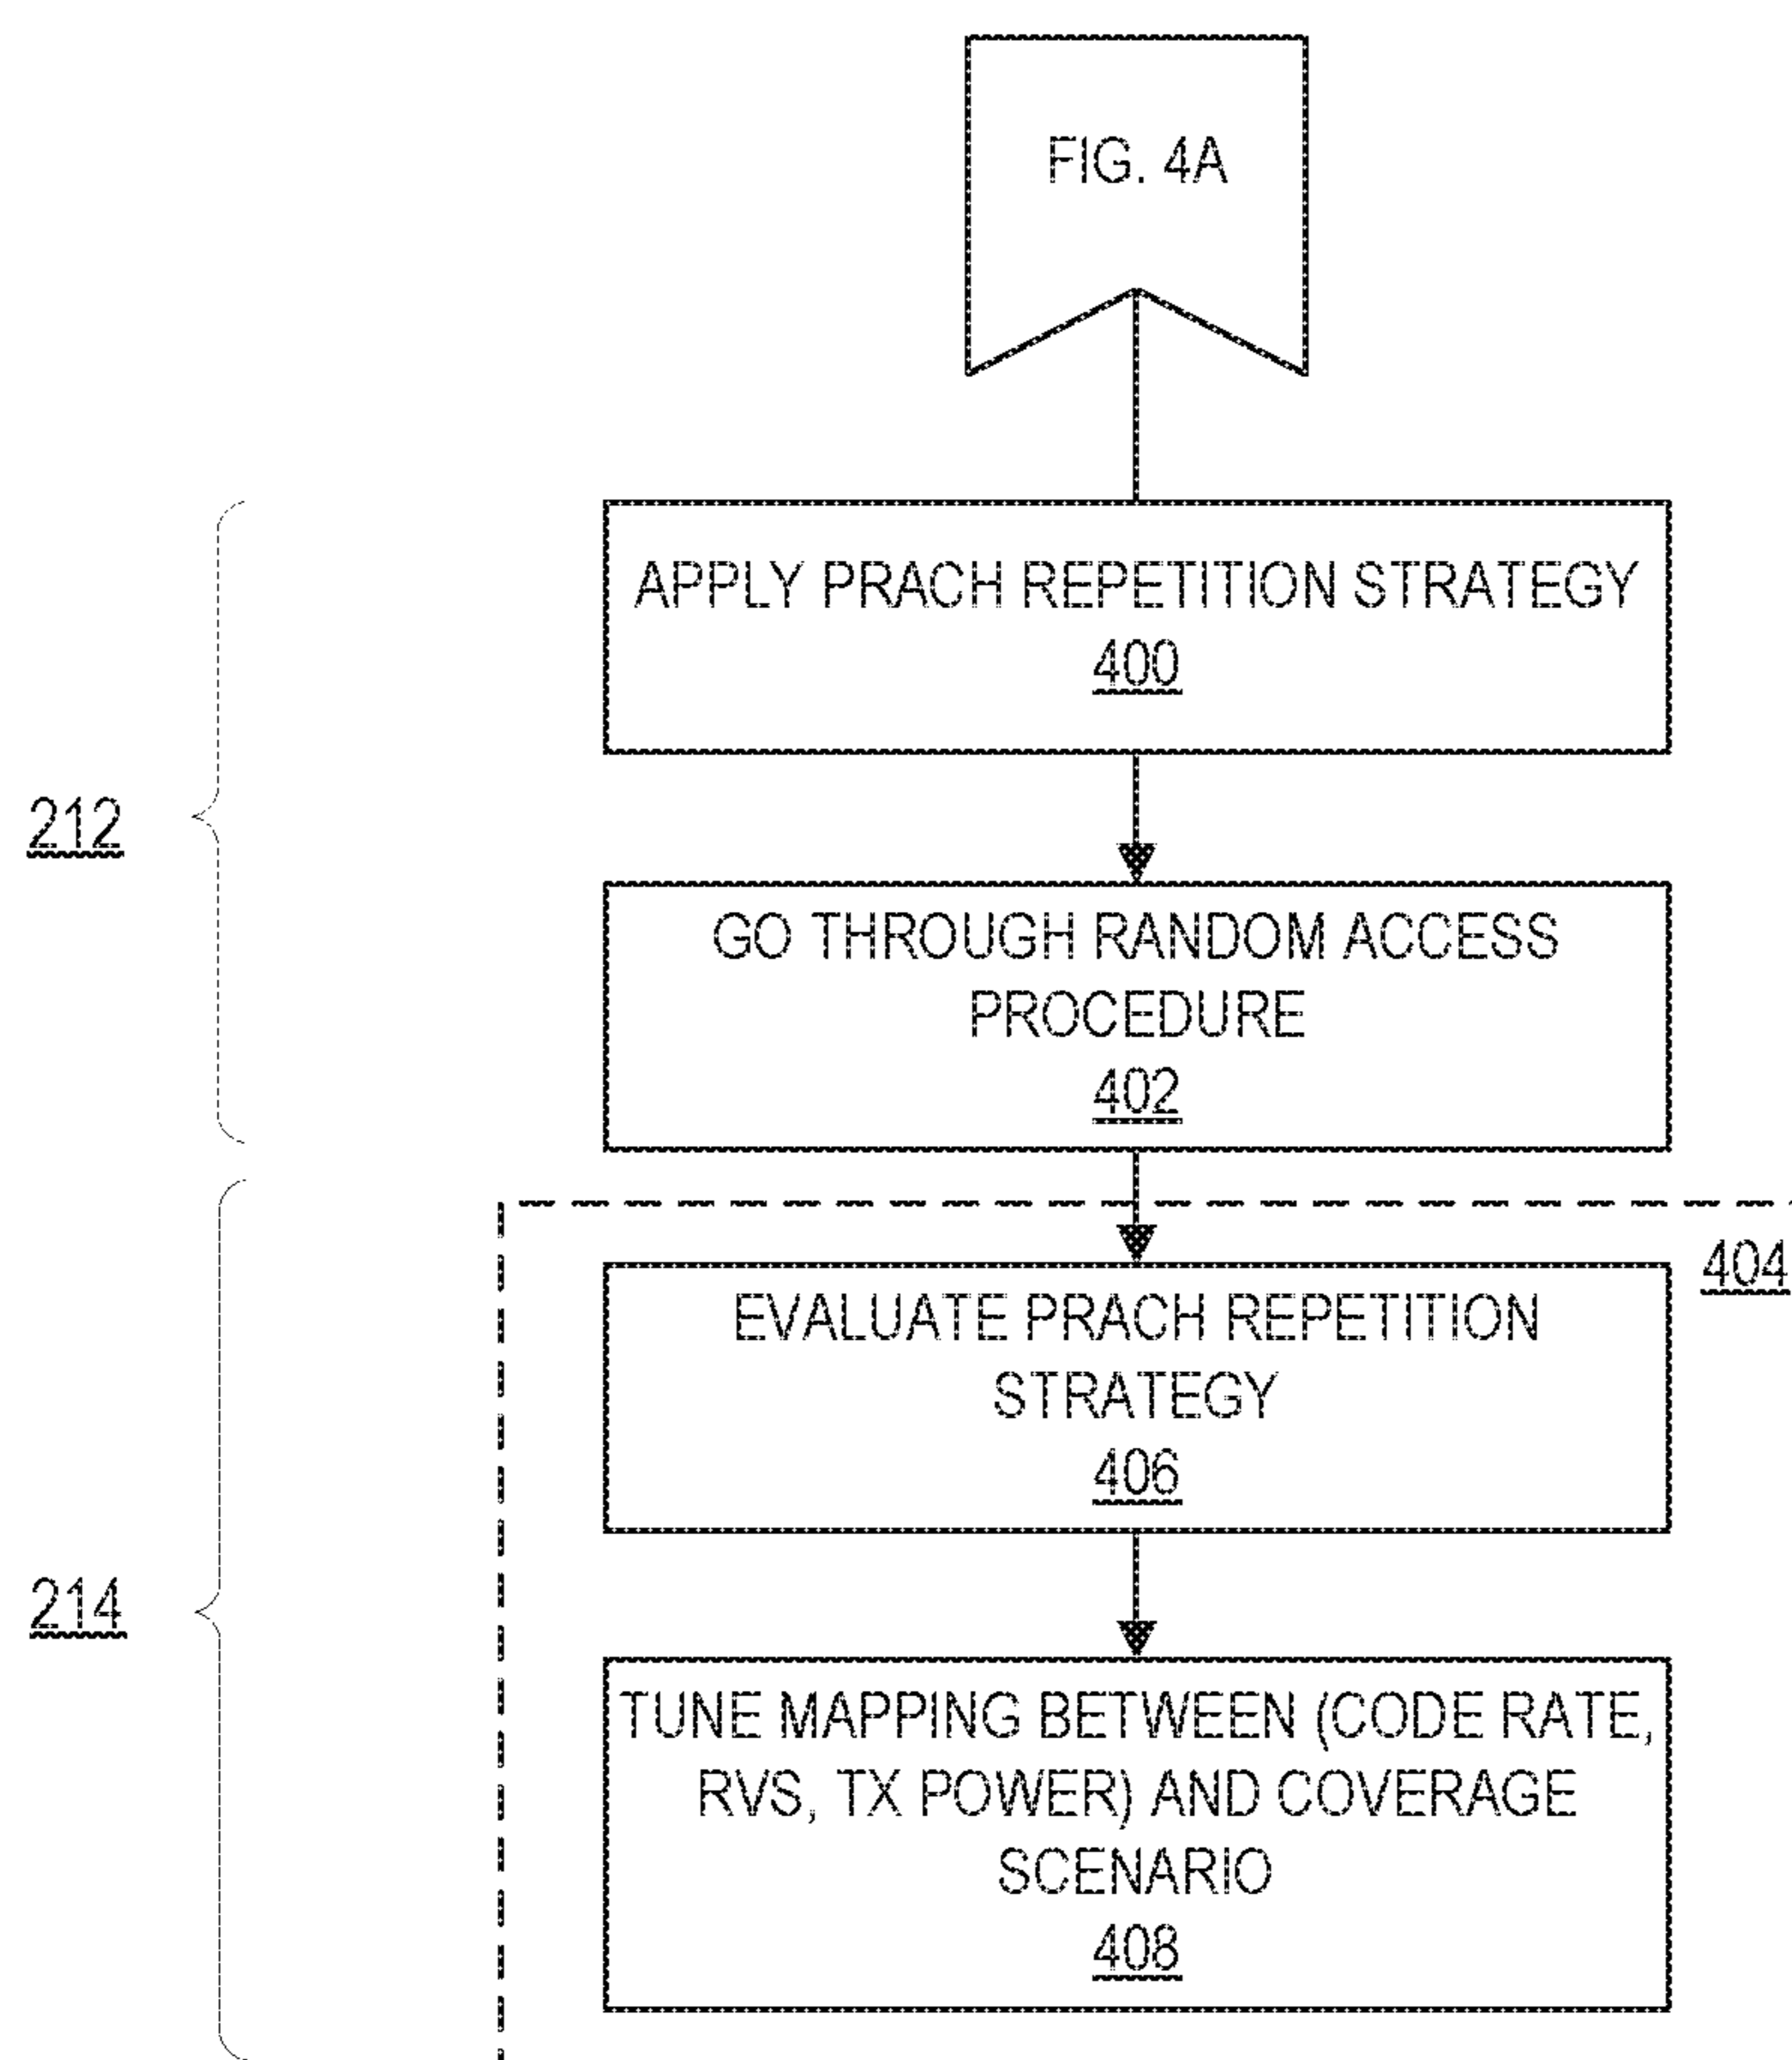 FIG. 4A
APPLY PRACH REPETITION STRATEGY
400
212
GO THROUGH RANDOM ACCESS
PROCEDURE
402
404
EVALUATE PRACH REPETITION
STRATEGY
406
214
TUNE MAPPING BETWEEN (CODE RATE,
RVS, TX POWER) AND COVERAGE
SCENARIO
408